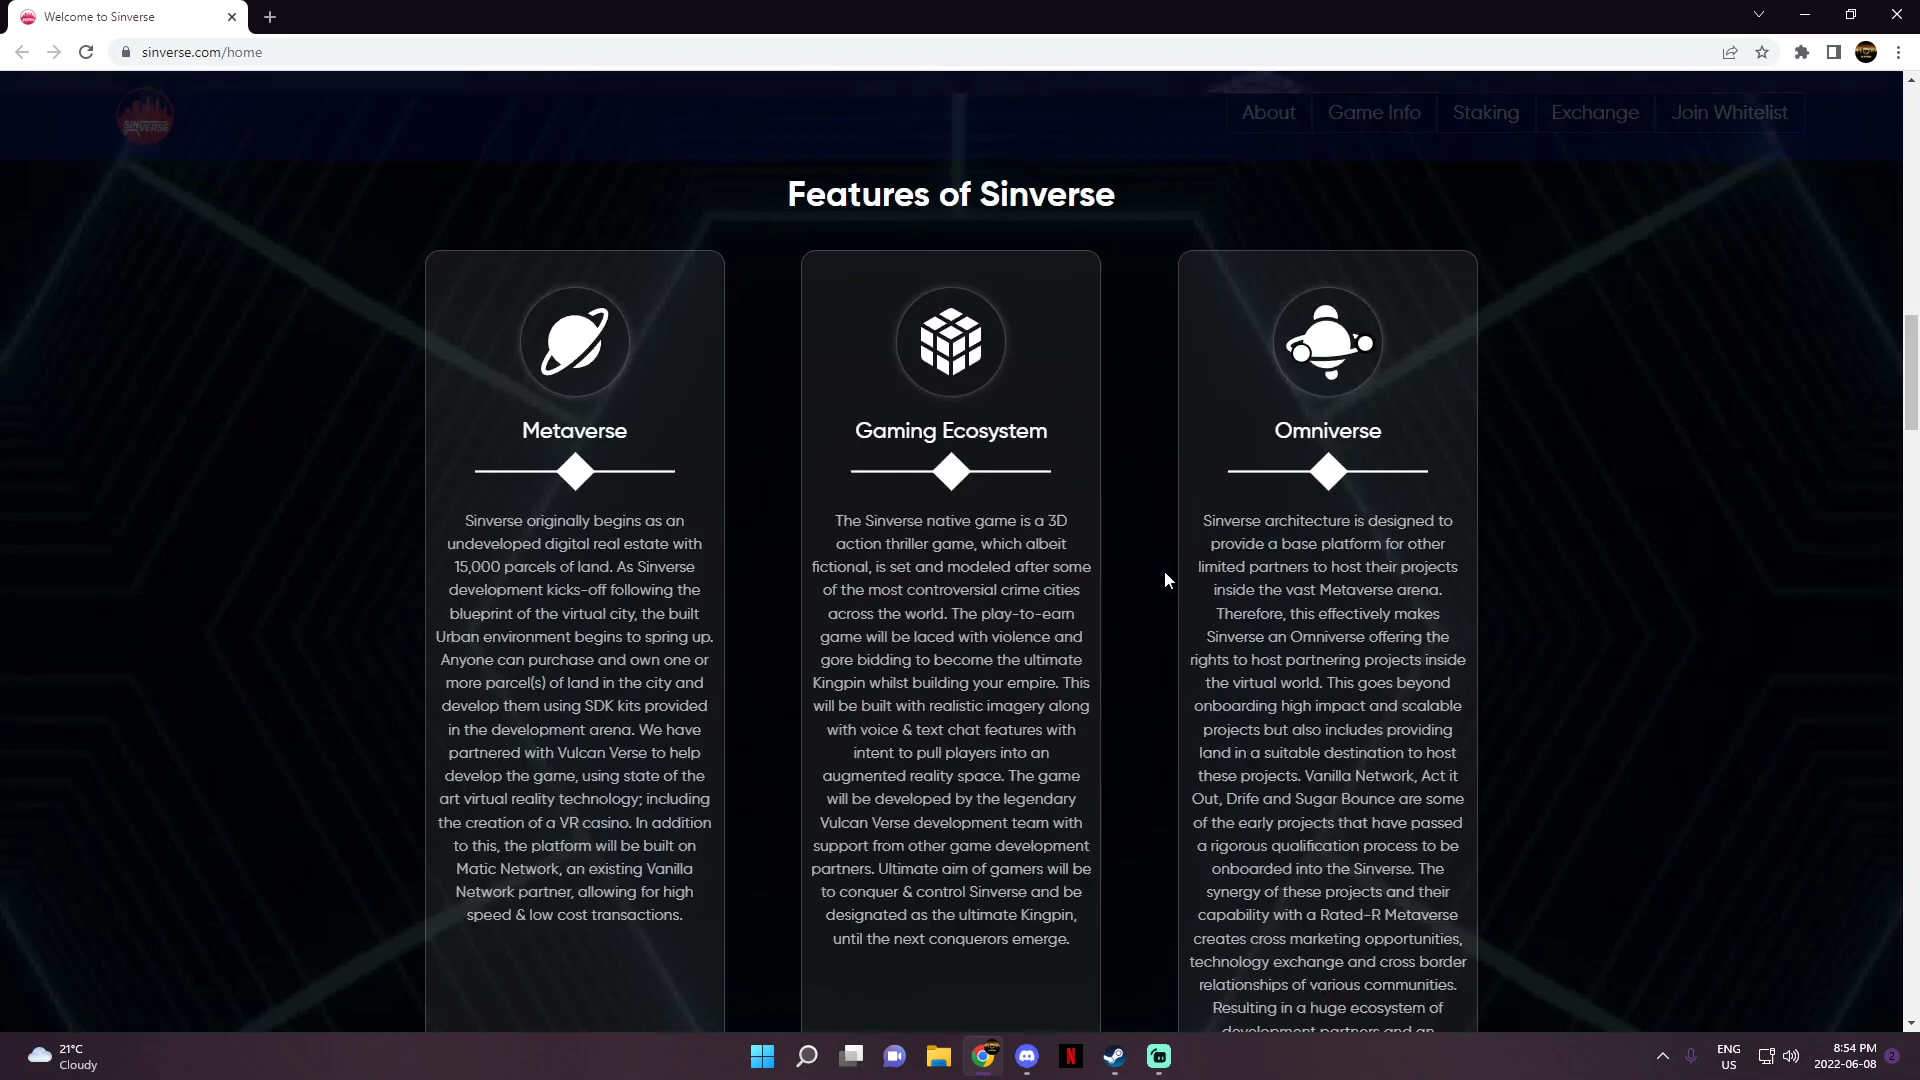 Welcome to Sinverse
sinverse.com/home
SINVERSE
About
Game Info
Staking
Exchange
Join Whitelist
Features of Sinverse
Metaverse
Sinverse originally begins as an
undeveloped digital real estate with
15,000 parcels of land. As Sinverse
development kicks-off following the
blueprint of the virtual city, the built
Urban environment begins to spring up.
Anyone can purchase and own one or
more parcel(s) of land in the city and
develop them using SDK kits provided
in the development arena. We have
partnered with Vulcan Verse to help
develop the game, using state of the
art virtual reality technology; including
the creation of a VR casino. In addition
to this, the platform will be built on
Matic Network, an existing Vanilla
Network partner, allowing for high
speed & low cost transactions.
Gaming Ecosystem
The Sinverse native game is a 3D
action thriller game, which albeit
fictional, is set and modeled after some
of the most controversial crime cities
across the world. The play-to-earn
game will be laced with violence and
gore bidding to become the ultimate
Kingpin whilst building your empire. This
will be built with realistic imagery along
with voice & text chat features with
intent to pull players into an
augmented reality space. The game
will be developed by the legendary
Vulcan Verse development team with
support from other game development
partners. Ultimate aim of gamers will be
to conquer & control Sinverse and be
designated as the ultimate Kingpin,
until the next conquerors emerge.
Omniverse
Sinverse architecture is designed to
provide a base platform for other
limited partners to host their projects
inside the vast Metaverse arena.
Therefore, this effectively makes
Sinverse an Omniverse offering the
rights to host partnering projects inside
the virtual world. This goes beyond
onboarding high impact and scalable
projects but also includes providing
land in a suitable destination to host
these projects. Vanilla Network, Act it
Out, Drife and Sugar Bounce are some
of the early projects that have passed
a rigorous qualification process to be
onboarded into the Sinverse. The
synergy of these projects and their
capability with a Rated-R Metaverse
creates cross marketing opportunities,
technology exchange and cross border
relationships of various communities.
Resulting in a huge ecosystem of
development partners and an
21°C
Cloudy
N
ENG
US
8:54 PM
2022-06-08
2